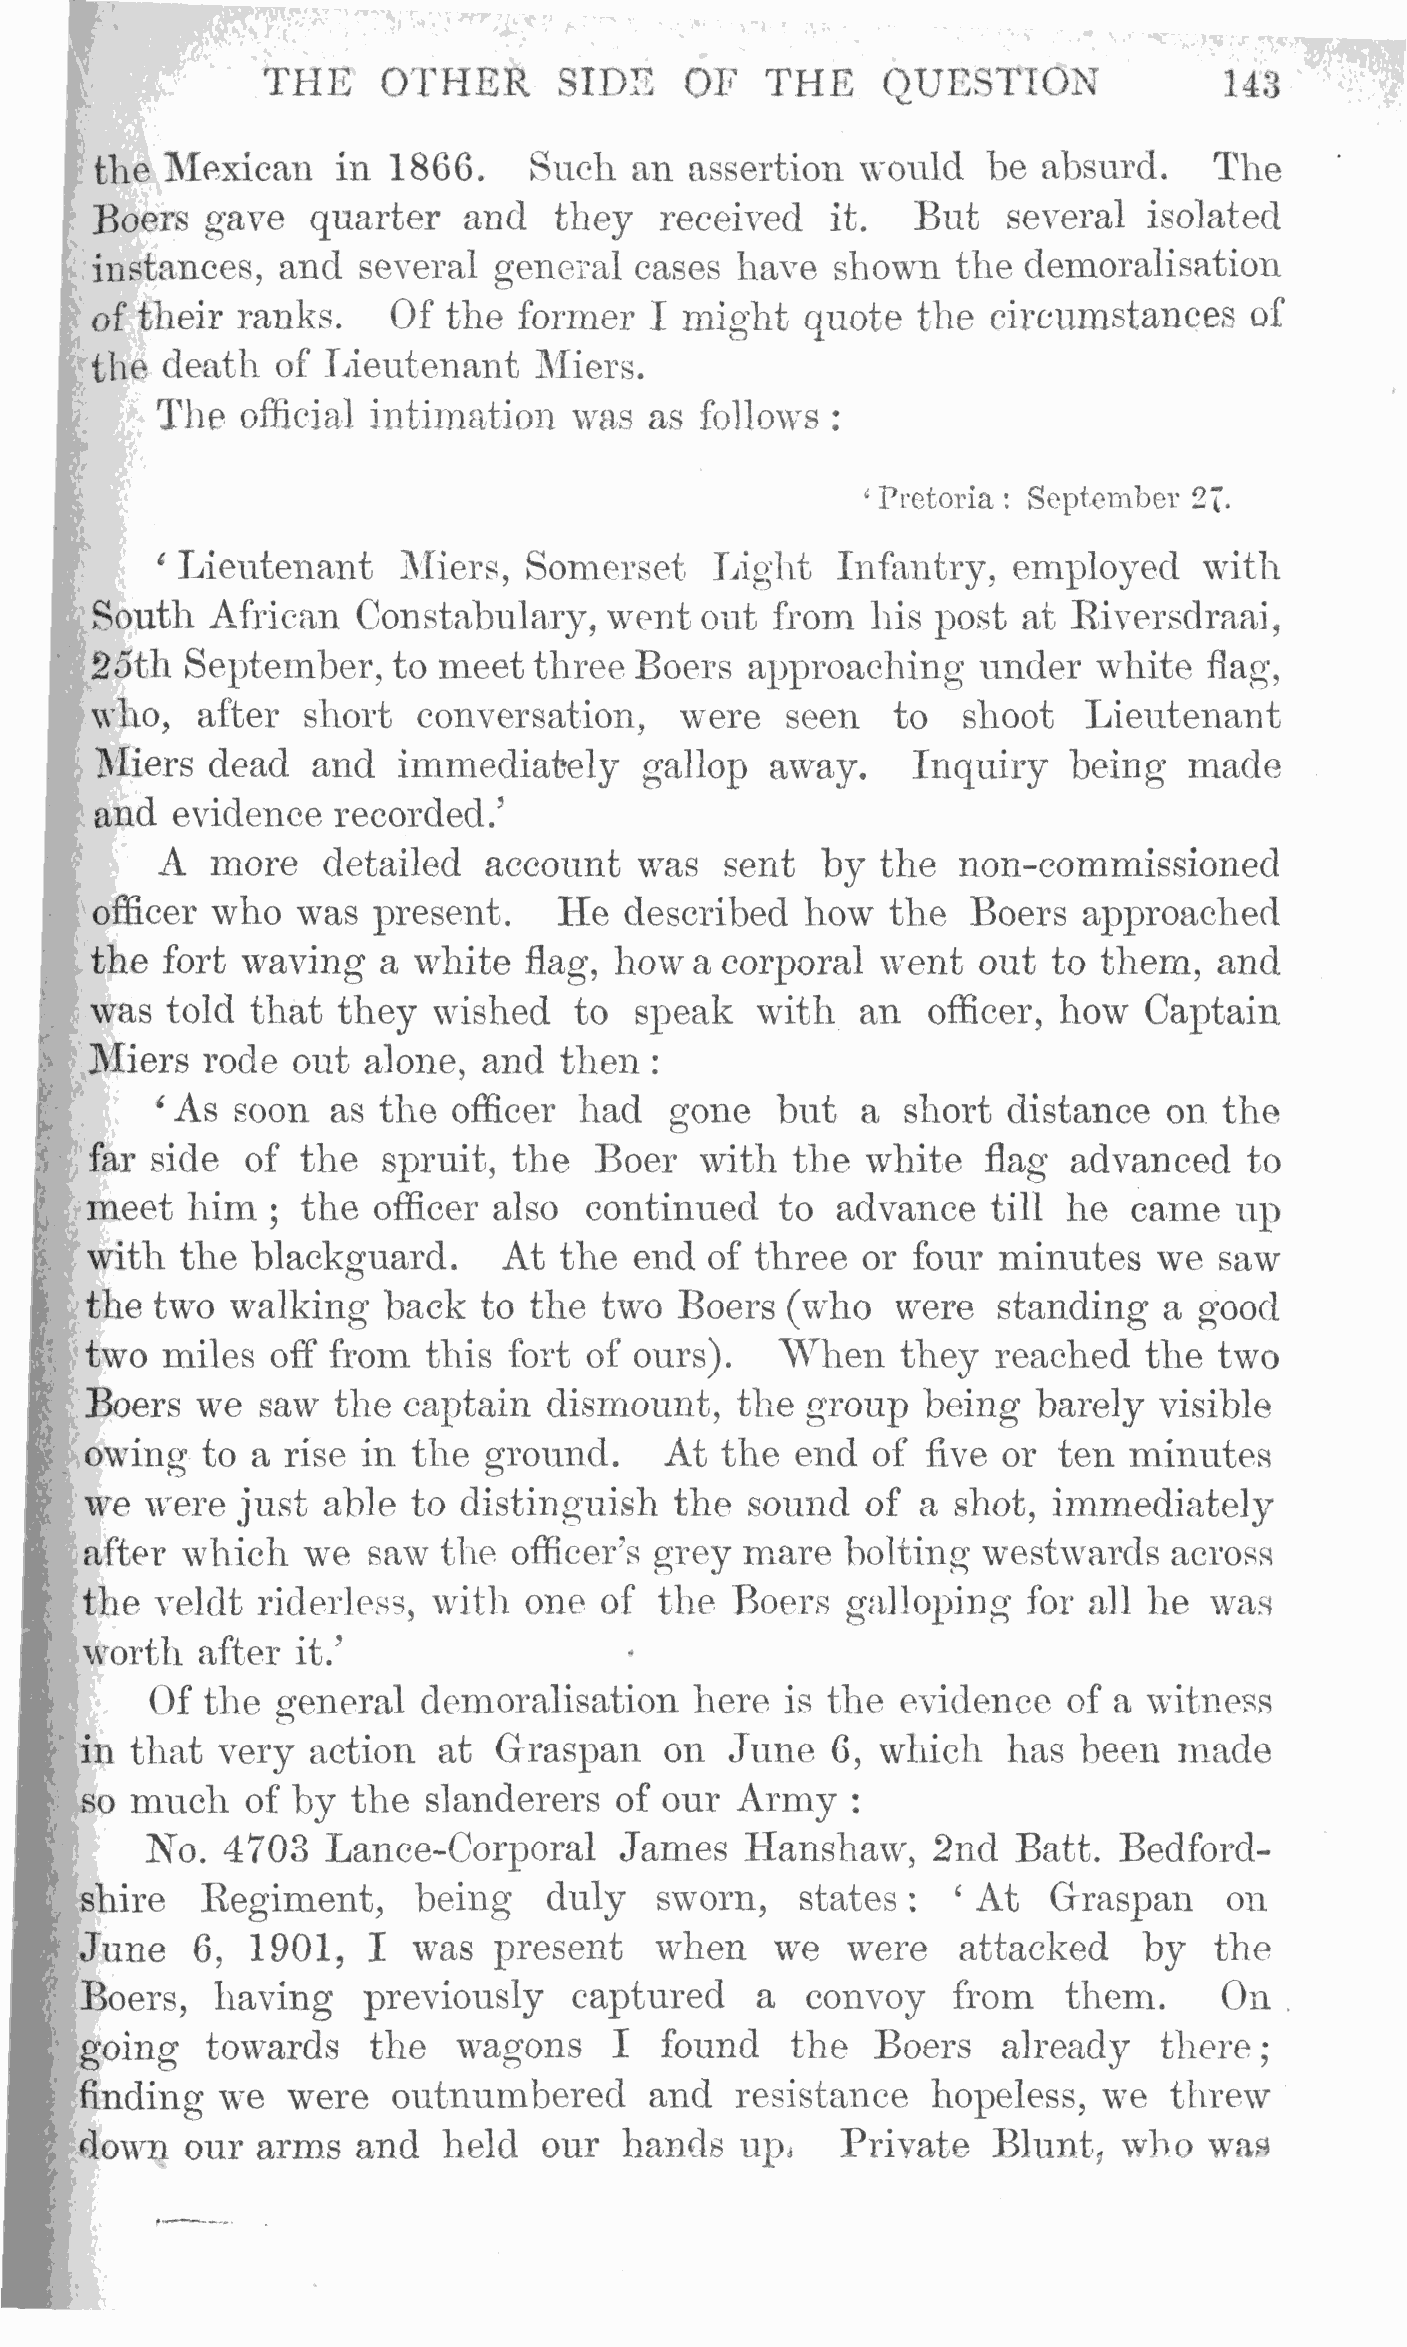 THE OTHER SIDE OF THE QUESTION 143
the Mexican in 1866. Such an assertion would be absurd. The
Boers gave quarter and they received it. But several isolated
instances, and several general cases have shown the demoralisation
of their ranks. Of the former I might quote the circumstances of
the death of Lieutenant Miers.
The official intimation was as follows :
‘ Pretoria : September 27.
‘ Lieutenant Miers, Somerset Light Infantry, employed with
South African Constabulary, went out from his post at Riversdraai,
25th September, to meet three Boers approaching under white flag,
who, after short conversation, were seen to shoot Lieutenant
Miers dead and immediately gallop away. Inquiry being made
and evidence recorded.’
A more detailed account was sent by the non-commissioned
officer who was present. He described how the Boers approached
the fort waving a white flag, how a corporal went out to them, and
was told that they wished to speak with an officer, how Captain
Miers rode out alone, and then :
‘ As soon as the officer had gone but a short distance on the
far side of the spruit, the Boer with the white flag advanced to
meet him ; the officer also continued to advance till he came up
with the blackguard. At the end of three or four minutes we saw
the two walking back to the two Boers (who were standing a good
two miles off from this fort of ours). When they reached the two
Boers we saw the captain dismount, the group being barely visible
owing to a rise in the ground. At the end of five or ten minutes
we were just able to distinguish the sound of a shot, immediately
after which we saw the officer's grey mare bolting westwards across
the veldt riderless, with one of the Boers galloping for all he was
worth after it.’
Of the general demoralisation here is the evidence of a witness
in that very action at Graspan on June 6, which has been made
so much of by the slanderers of our Army :
No. 4703 Lance-Corporal James Hanshaw, 2nd Batt. Bedford-
shire Regiment, being duly sworn, states : ‘ At Graspan on
June 6, 1901, I was present when we were attacked by the
Boers, having previously captured a convoy from them. On
going towards the wagons I found the Boers already there ;
finding we were outnumbered and resistance hopeless, we threw
down our arms and held our hands up. Private Blunt, who was